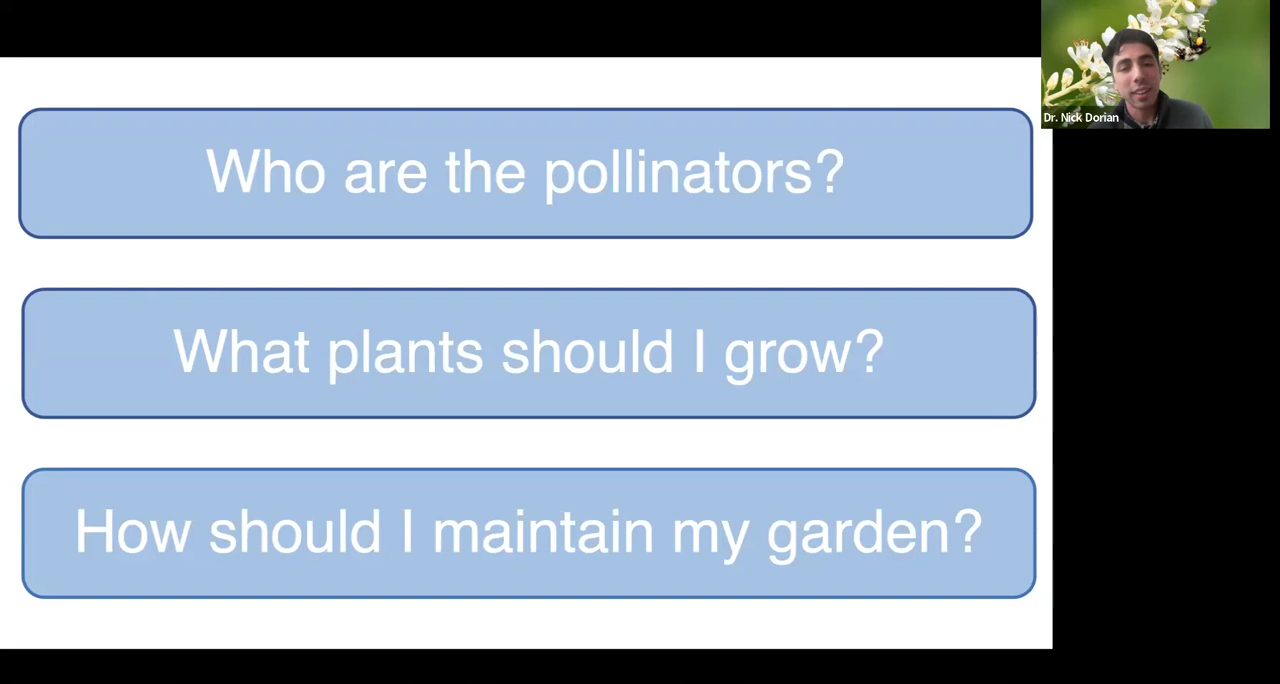 Who are the pollinators?
What plants should I grow?
How should I maintain my garden?
Dr. Nick Dorian